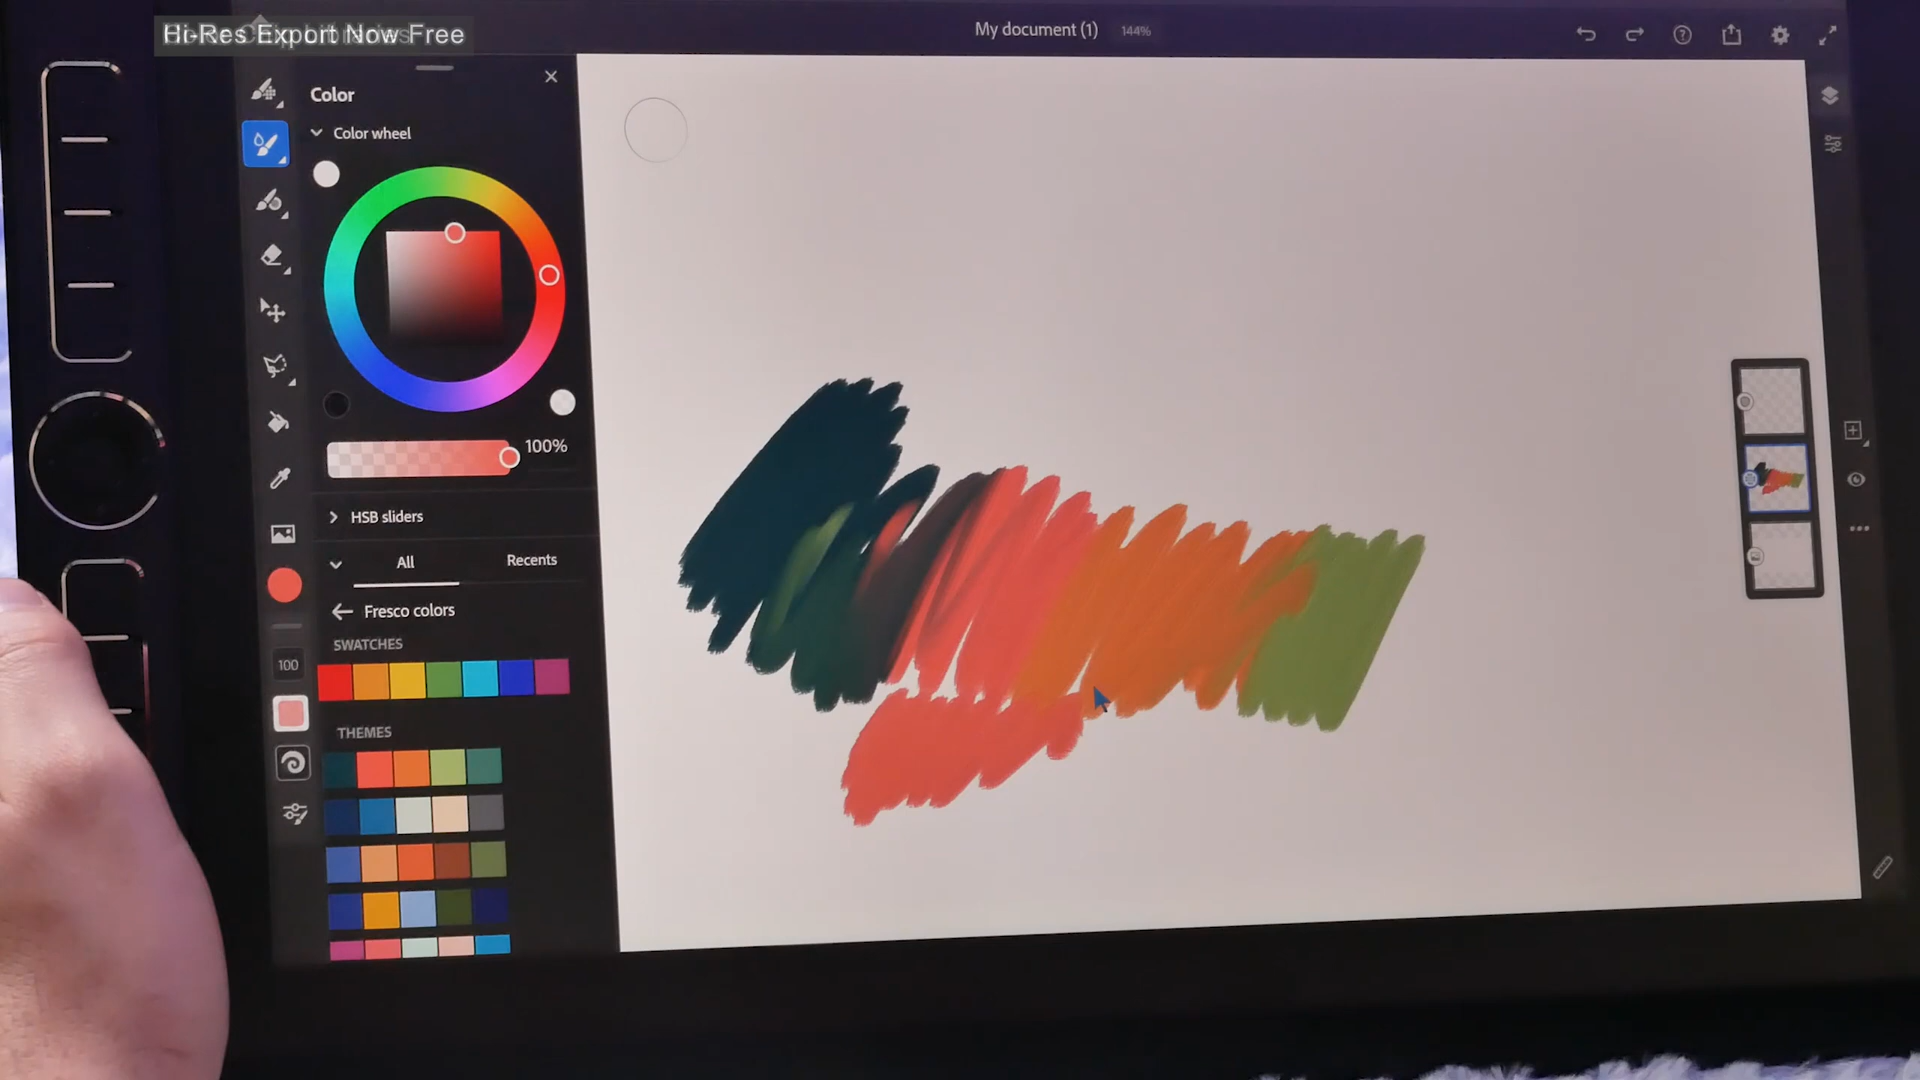 Hi-Res Export Now Free
My document (1) 144%
Color
Color wheel
100%
HSB sliders
All Recents
Fresco colors
SWATCHES
100
THEMES